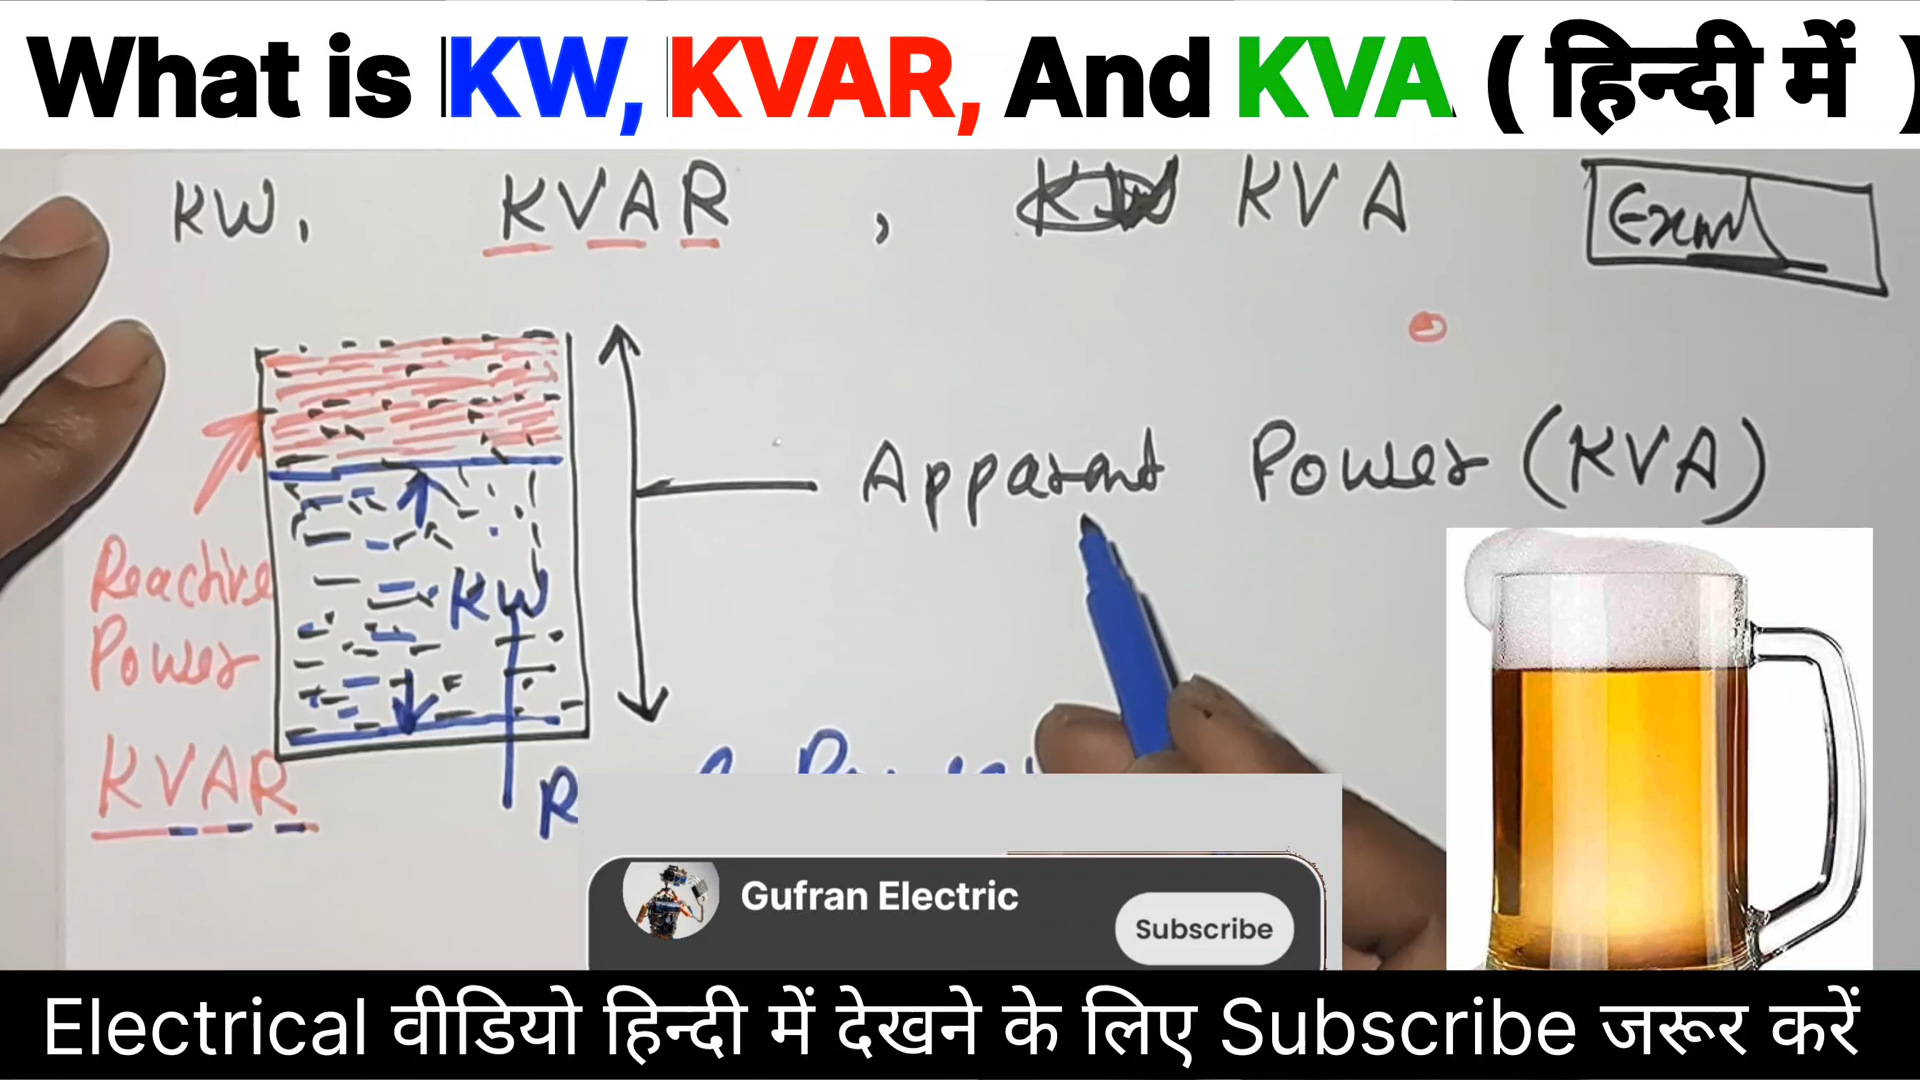 What is KW, KVAR, And KVA ( हिन्दी में )
KW, KVAR , KVA
Exam
Apparant Power (KVA)
KW
Reactive
Power
KVAR
Gufran Electric
Subscribe
Electrical वीडियो हिन्दी में देखने के लिए Subscribe जरूर करें